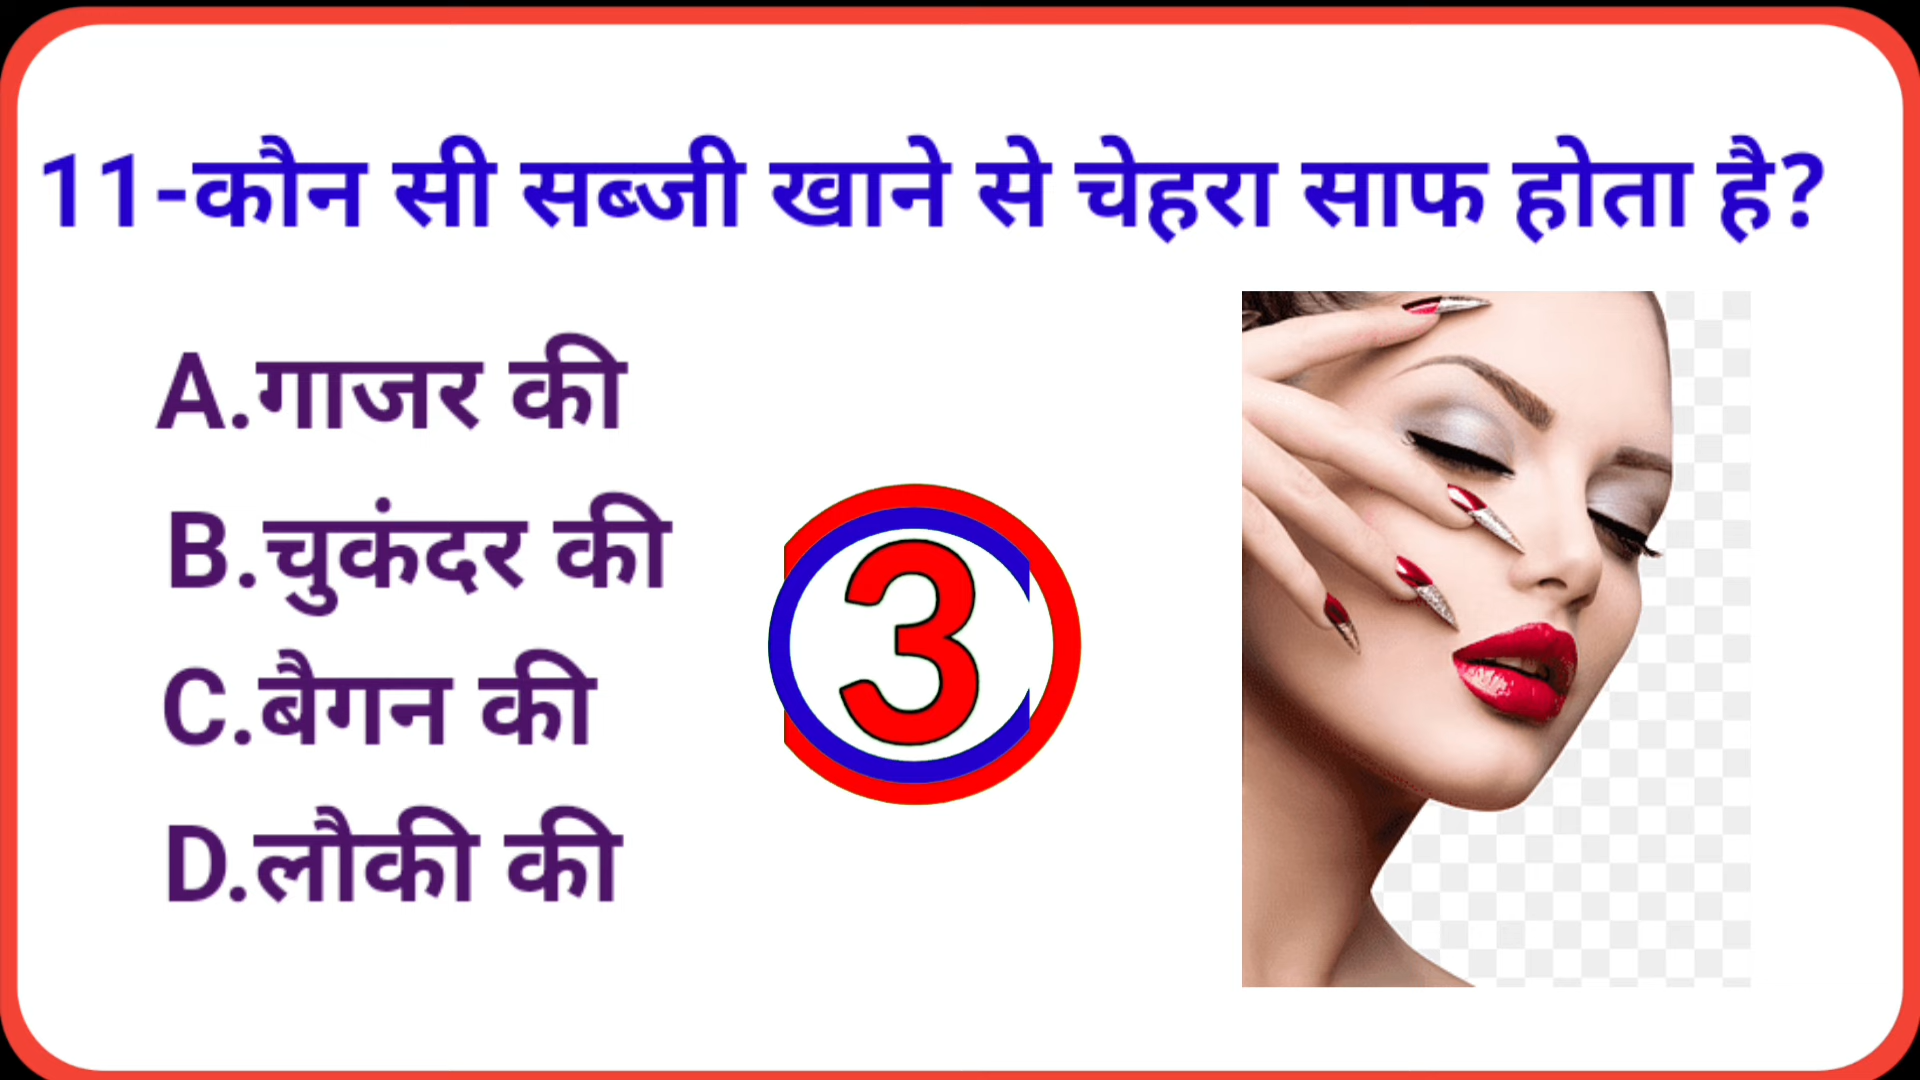 11-कौन सी सब्जी खाने से चेहरा साफ होता है?
A.गाजर की
B.चुकंदर की
C.बैगन की
D.लौकी की
3